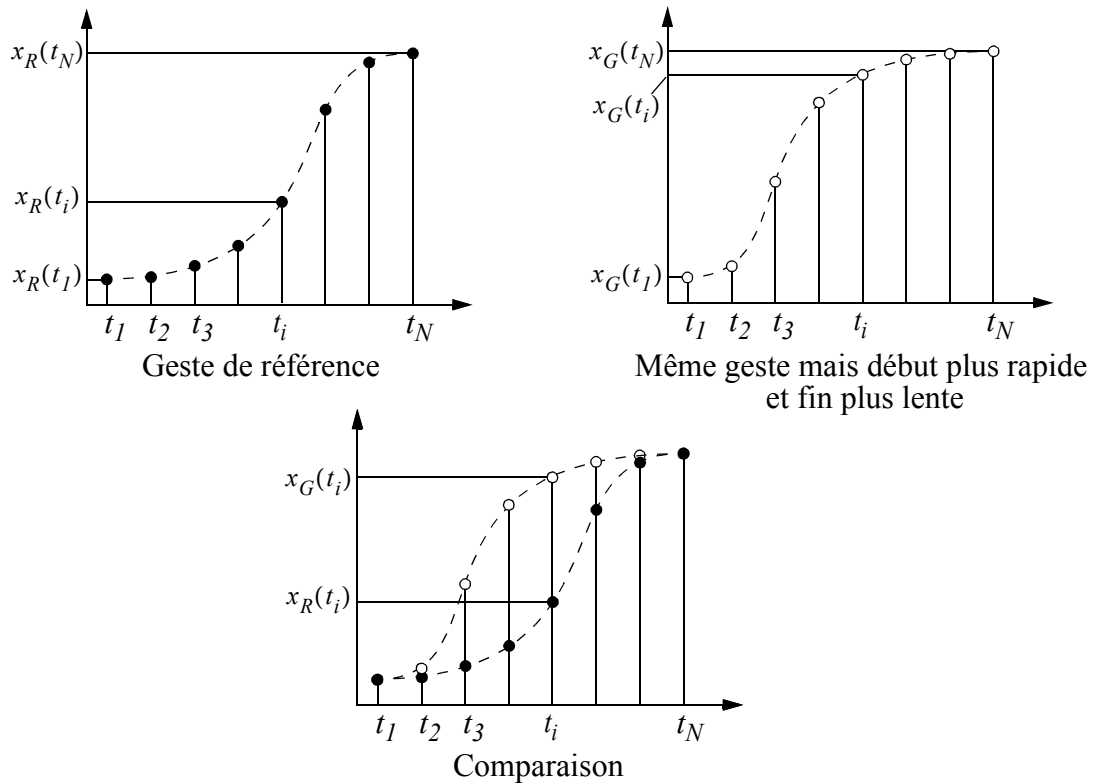 x_R(t_N)
x_R(t_i)
x_R(t_1)
t_1 t_2 t_3 t_i t_N
Geste de référence
x_G(t_N)
x_G(t_i)
x_G(t_1)
t_1 t_2 t_3 t_i t_N
Même geste mais début plus rapide
et fin plus lente
x_G(t_i)
x_R(t_i)
t_1 t_2 t_3 t_i t_N
Comparaison